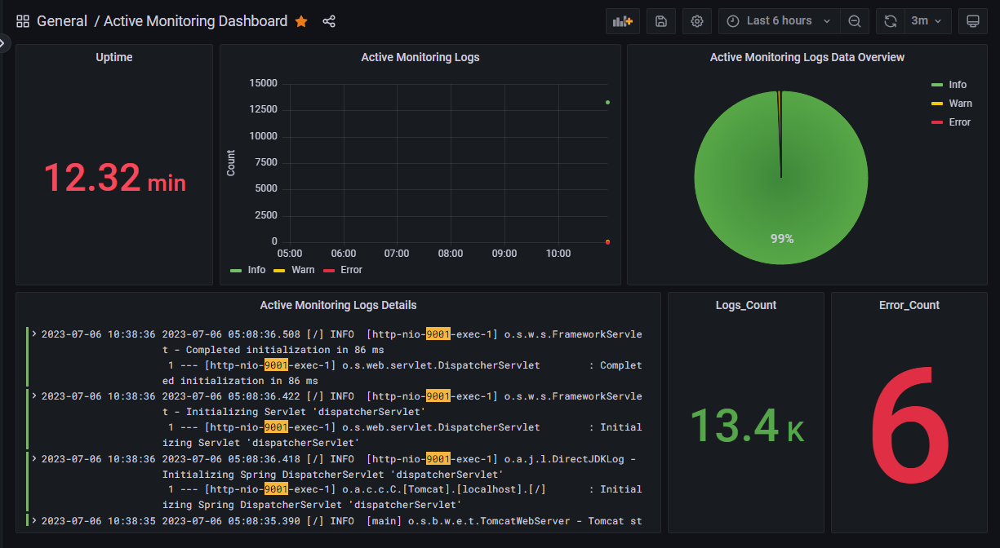 General / Active Monitoring Dashboard
Last 6 hours
3m
Uptime
12.32 min
Active Monitoring Logs
15000
12500
10000
7500
5000
2500
0
Count
05:00 06:00 07:00 08:00 09:00 10:00
Info Warn Error
Active Monitoring Logs Data Overview
Info
Warn
Error
99%
Active Monitoring Logs Details
2023-07-06 10:38:36 2023-07-06 05:08:36.508 [/] INFO [http-nio-9001-exec-1] o.s.w.s.FrameworkServle
t - Completed initialization in 86 ms
1 --- [http-nio-9001-exec-1] o.s.web.servlet.DispatcherServlet : Complet
ed initialization in 86 ms
2023-07-06 10:38:36 2023-07-06 05:08:36.422 [/] INFO [http-nio-9001-exec-1] o.s.w.s.FrameworkServle
t - Initializing Servlet 'dispatcherServlet'
1 --- [http-nio-9001-exec-1] o.s.web.servlet.DispatcherServlet : Initial
izing Servlet 'dispatcherServlet'
2023-07-06 10:38:36 2023-07-06 05:08:36.418 [/] INFO [http-nio-9001-exec-1] o.a.j.l.DirectJDKLog -
Initializing Spring DispatcherServlet 'dispatcherServlet'
1 --- [http-nio-9001-exec-1] o.a.c.c.C.[Tomcat].[localhost].[/] : Initial
izing Spring DispatcherServlet 'dispatcherServlet'
2023-07-06 10:38:35 2023-07-06 05:08:35.390 [/] INFO [main] o.s.b.w.e.t.TomcatWebServer - Tomcat st
Logs_Count
13.4 K
Error_Count
6